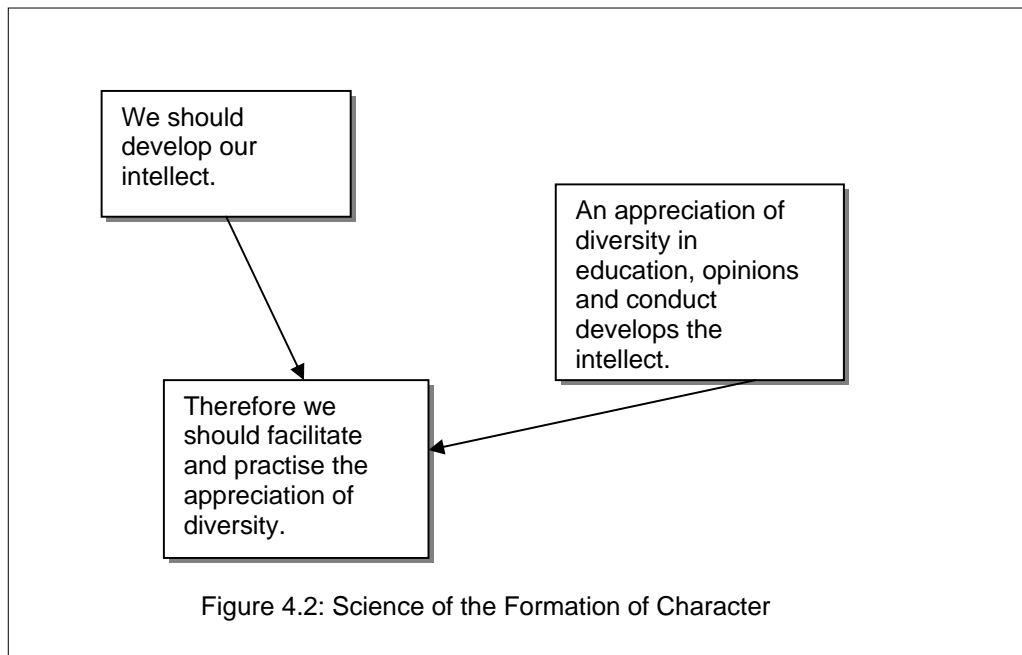 We should
develop our
intellect.
An appreciation of
diversity in
education, opinions
and conduct
develops the
intellect.
Therefore we
should facilitate
and practise the
appreciation of
diversity.
Figure 4.2: Science of the Formation of Character